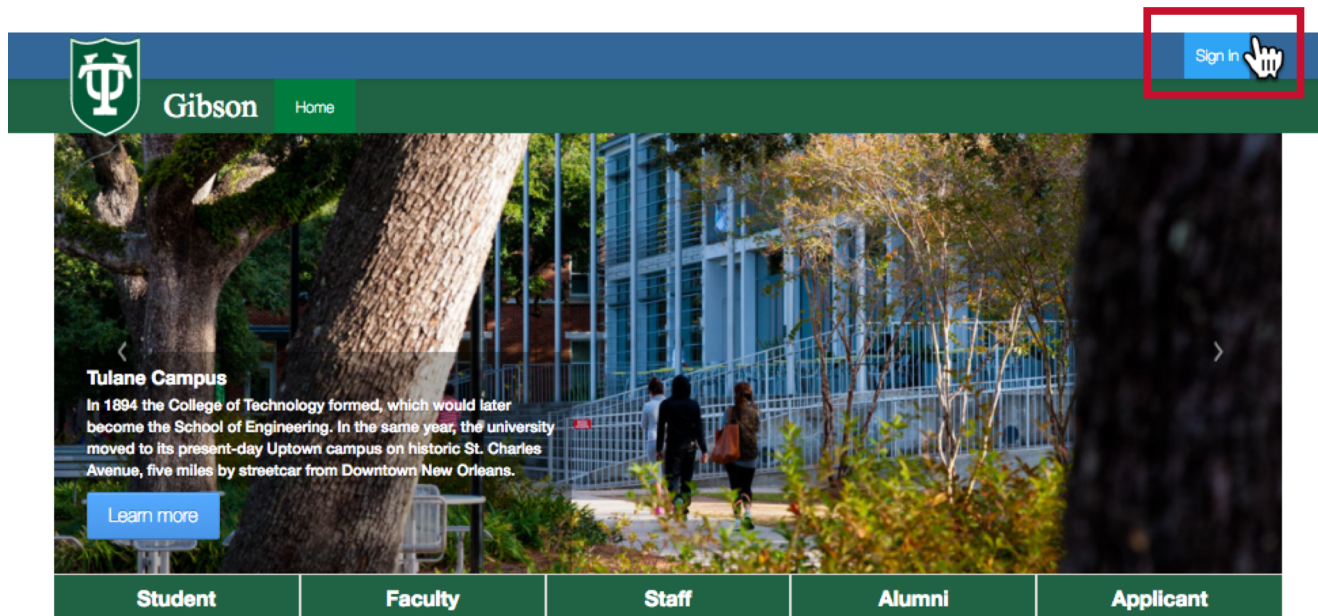 Sign In
Gibson
Home
Tulane Campus
In 1894 the College of Technology formed, which would later
become the School of Engineering. In the same year, the university
moved to its present-day Uptown campus on historic St. Charles
Avenue, five miles by streetcar from Downtown New Orleans.
Learn more
Student
Faculty
Staff
Alumni
Applicant